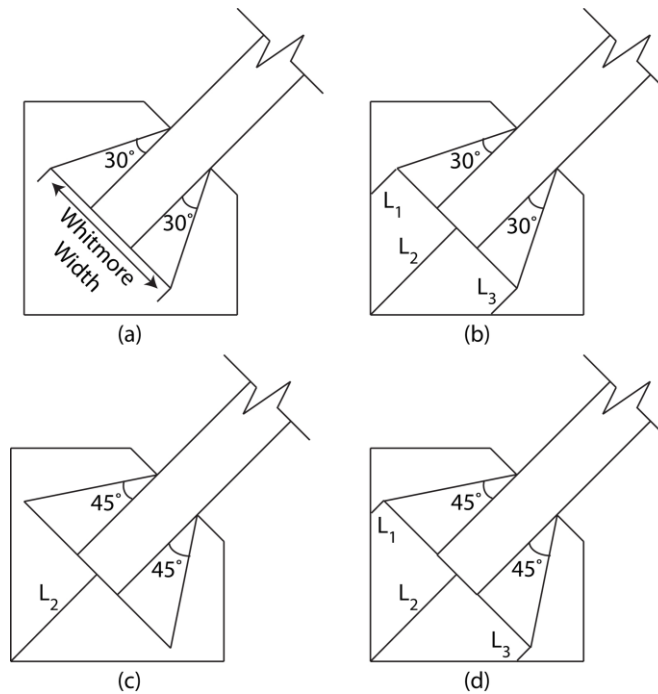 30°
30°
Whitmore
Width
(a)
30°
L₁
L₂
30°
L₃
(b)
45°
45°
L₂
(c)
45°
L₁
45°
L₂
L₃
(d)